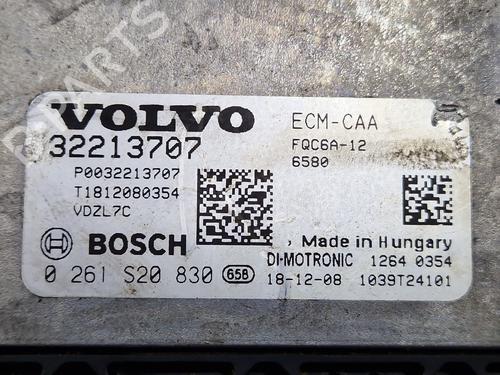 VOLVO
32213707
P0032213707
T1812080354
VDZL7C
BOSCH
0 261 S20 830 658
ECM-CAA
FQC6A-12
6580
, Made in Hungary
DI-MOTRONIC 1264 0354
18-12-08 1039T24101
PARTS